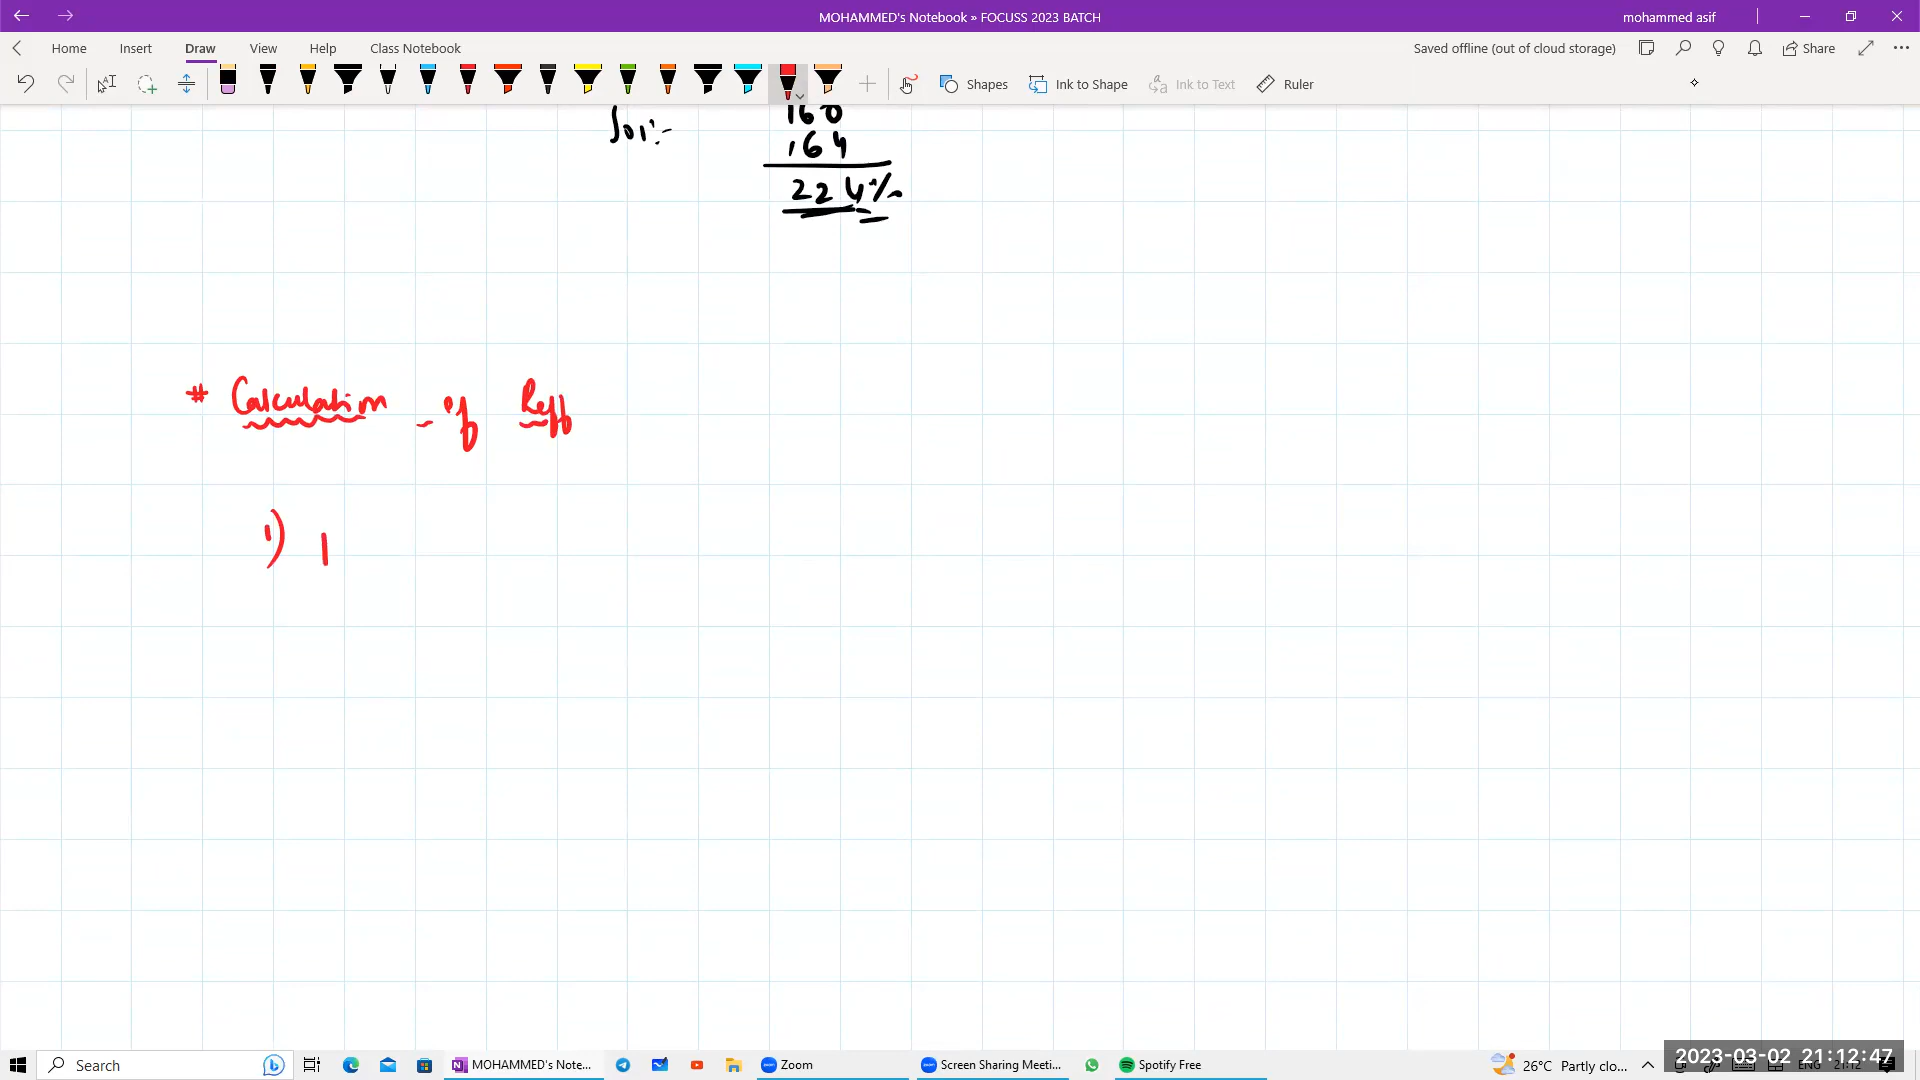 MOHAMMED's Notebook » FOCUSS 2023 BATCH
mohammed asif
Home Insert Draw View Help Class Notebook
Saved offline (out of cloud storage)
Share
Shapes
Ink to Shape
Ink to Text
Ruler
160
Sol:-
164
224%
* Calculation of Reff
1) I
Search
MOHAMMED's Note...
Zoom
Screen Sharing Meeti...
Spotify Free
26°C Partly clo...
ENG
21:12
2023-03-02 21:12:47